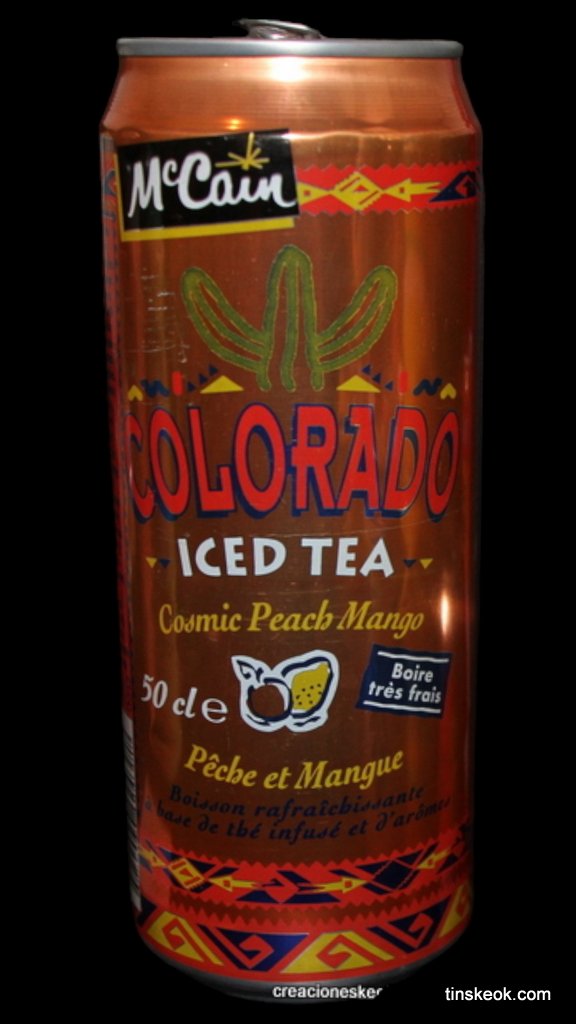 McCain
COLORADO
ICED TEA
Cosmic Peach Mango
50 cl e
Boire
très frais
Pêche et Mangue
Boisson rafraîchissante
à base de thé infusé et d'arômes
creacioneskeo
tinskeok.com